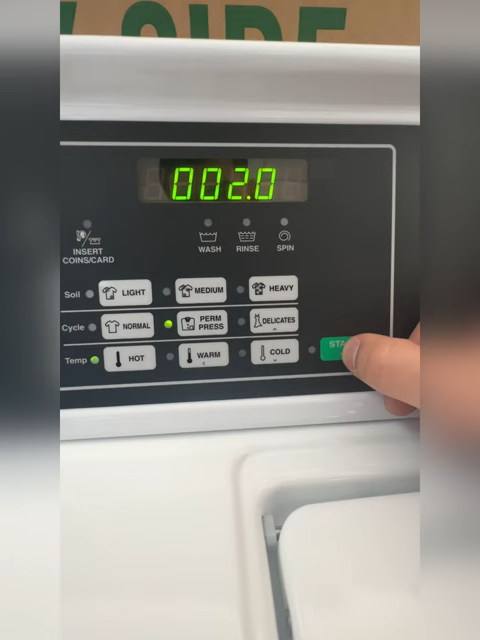 SIDE
002.0
INSERT
COINS/CARD
WASH
RINSE
SPIN
Soil
LIGHT
MEDIUM
HEAVY
Cycle
NORMAL
PERM
PRESS
DELICATES
Temp
HOT
WARM
COLD